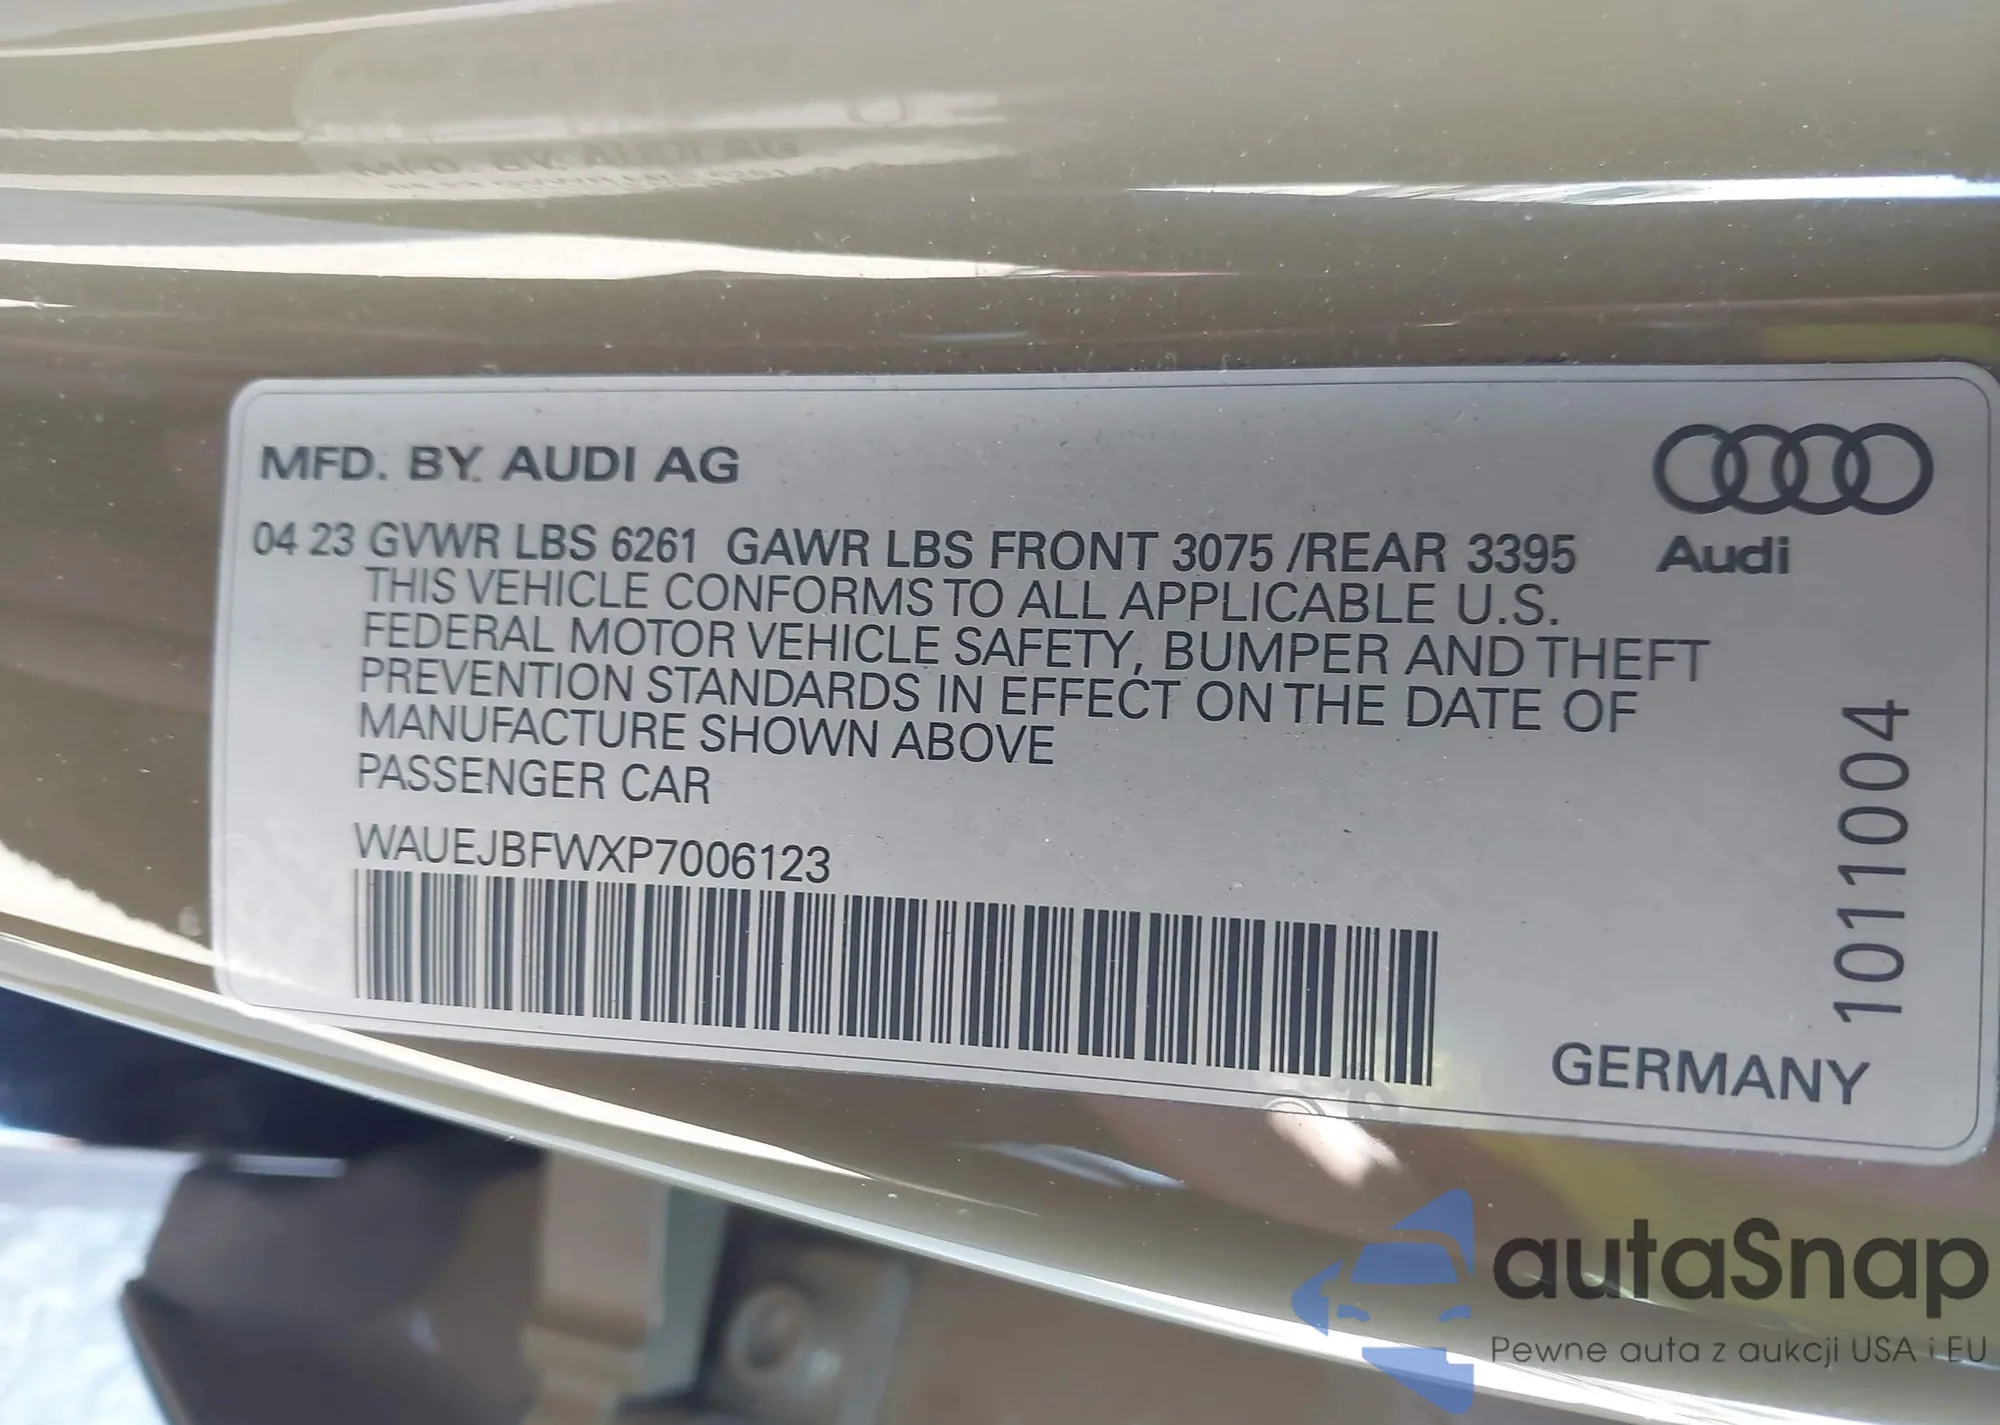 MFD. BY AUDI AG
04 23 GVWR LBS 6261 GAWR LBS FRONT 3075 /REAR 3395
Audi
THIS VEHICLE CONFORMS TO ALL APPLICABLE U.S.
FEDERAL MOTOR VEHICLE SAFETY, BUMPER AND THEFT
PREVENTION STANDARDS IN EFFECT ON THE DATE OF
MANUFACTURE SHOWN ABOVE
PASSENGER CAR
WAUEJBFWXP7006123
1011004
GERMANY
autaSnap
Pewne auta z aukcji USA i EU